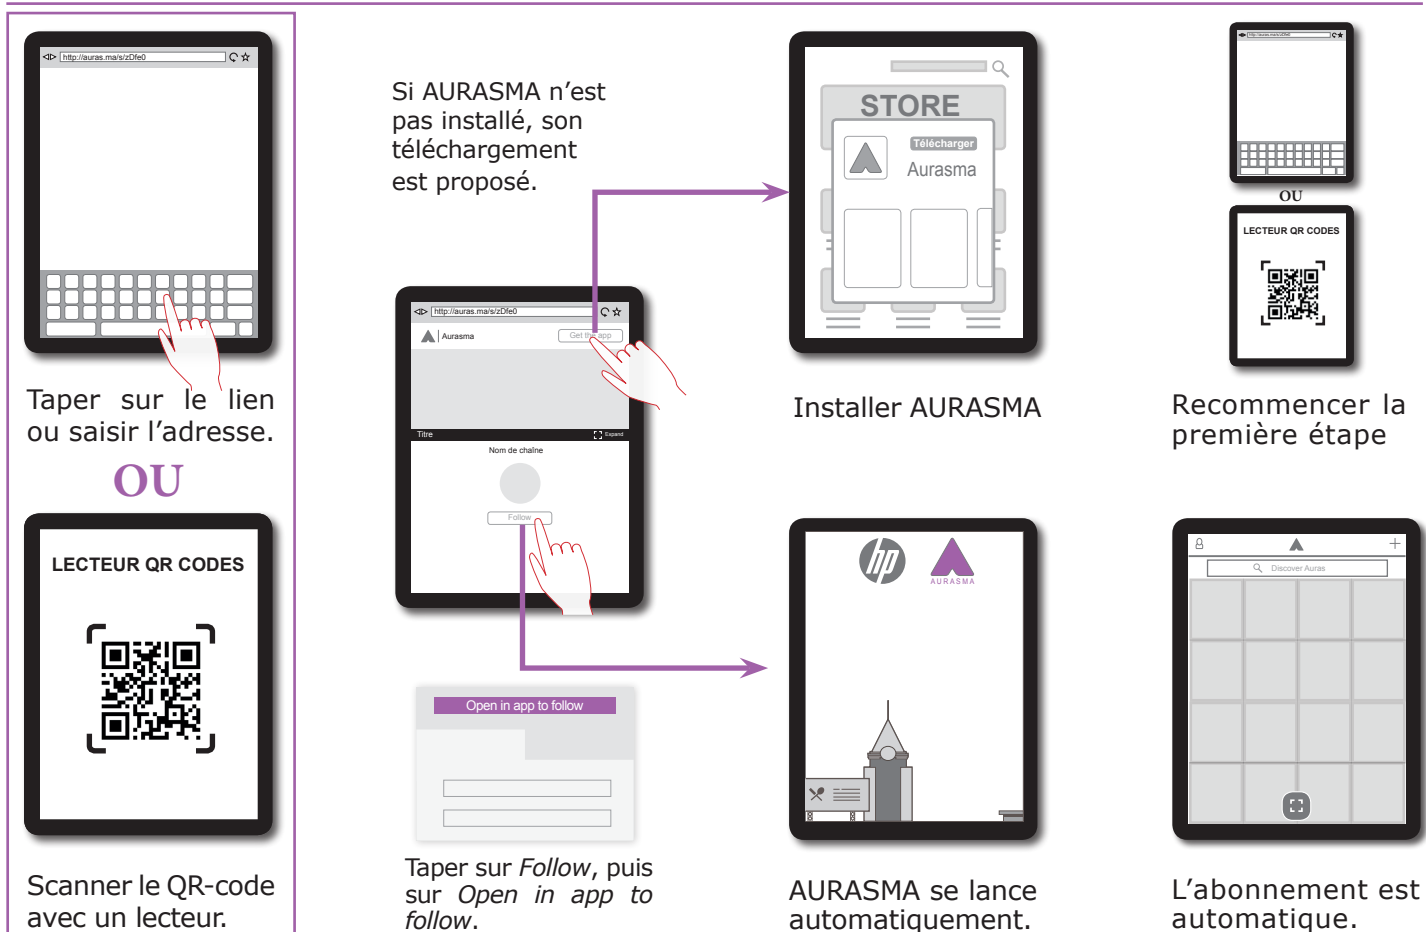 http://auras.ma/s/zDfe0
Taper sur le lien
ou saisir l'adresse.
OU
LECTEUR QR CODES
Scanner le QR-code
avec un lecteur.
Si AURASMA n'est
pas installé, son
téléchargement
est proposé.
http://auras.ma/s/zDfe0
Aurasma
Get the app
Titre
Expand
Nom de chaîne
Follow
Open in app to follow
Taper sur Follow, puis
sur Open in app to
follow.
STORE
Télécharger
Aurasma
Installer AURASMA
hp
AURASMA
AURASMA se lance
automatiquement.
http://auras.ma/s/zDfe0
OU
LECTEUR QR CODES
Recommencer la
première étape
Discover Auras
L'abonnement est
automatique.